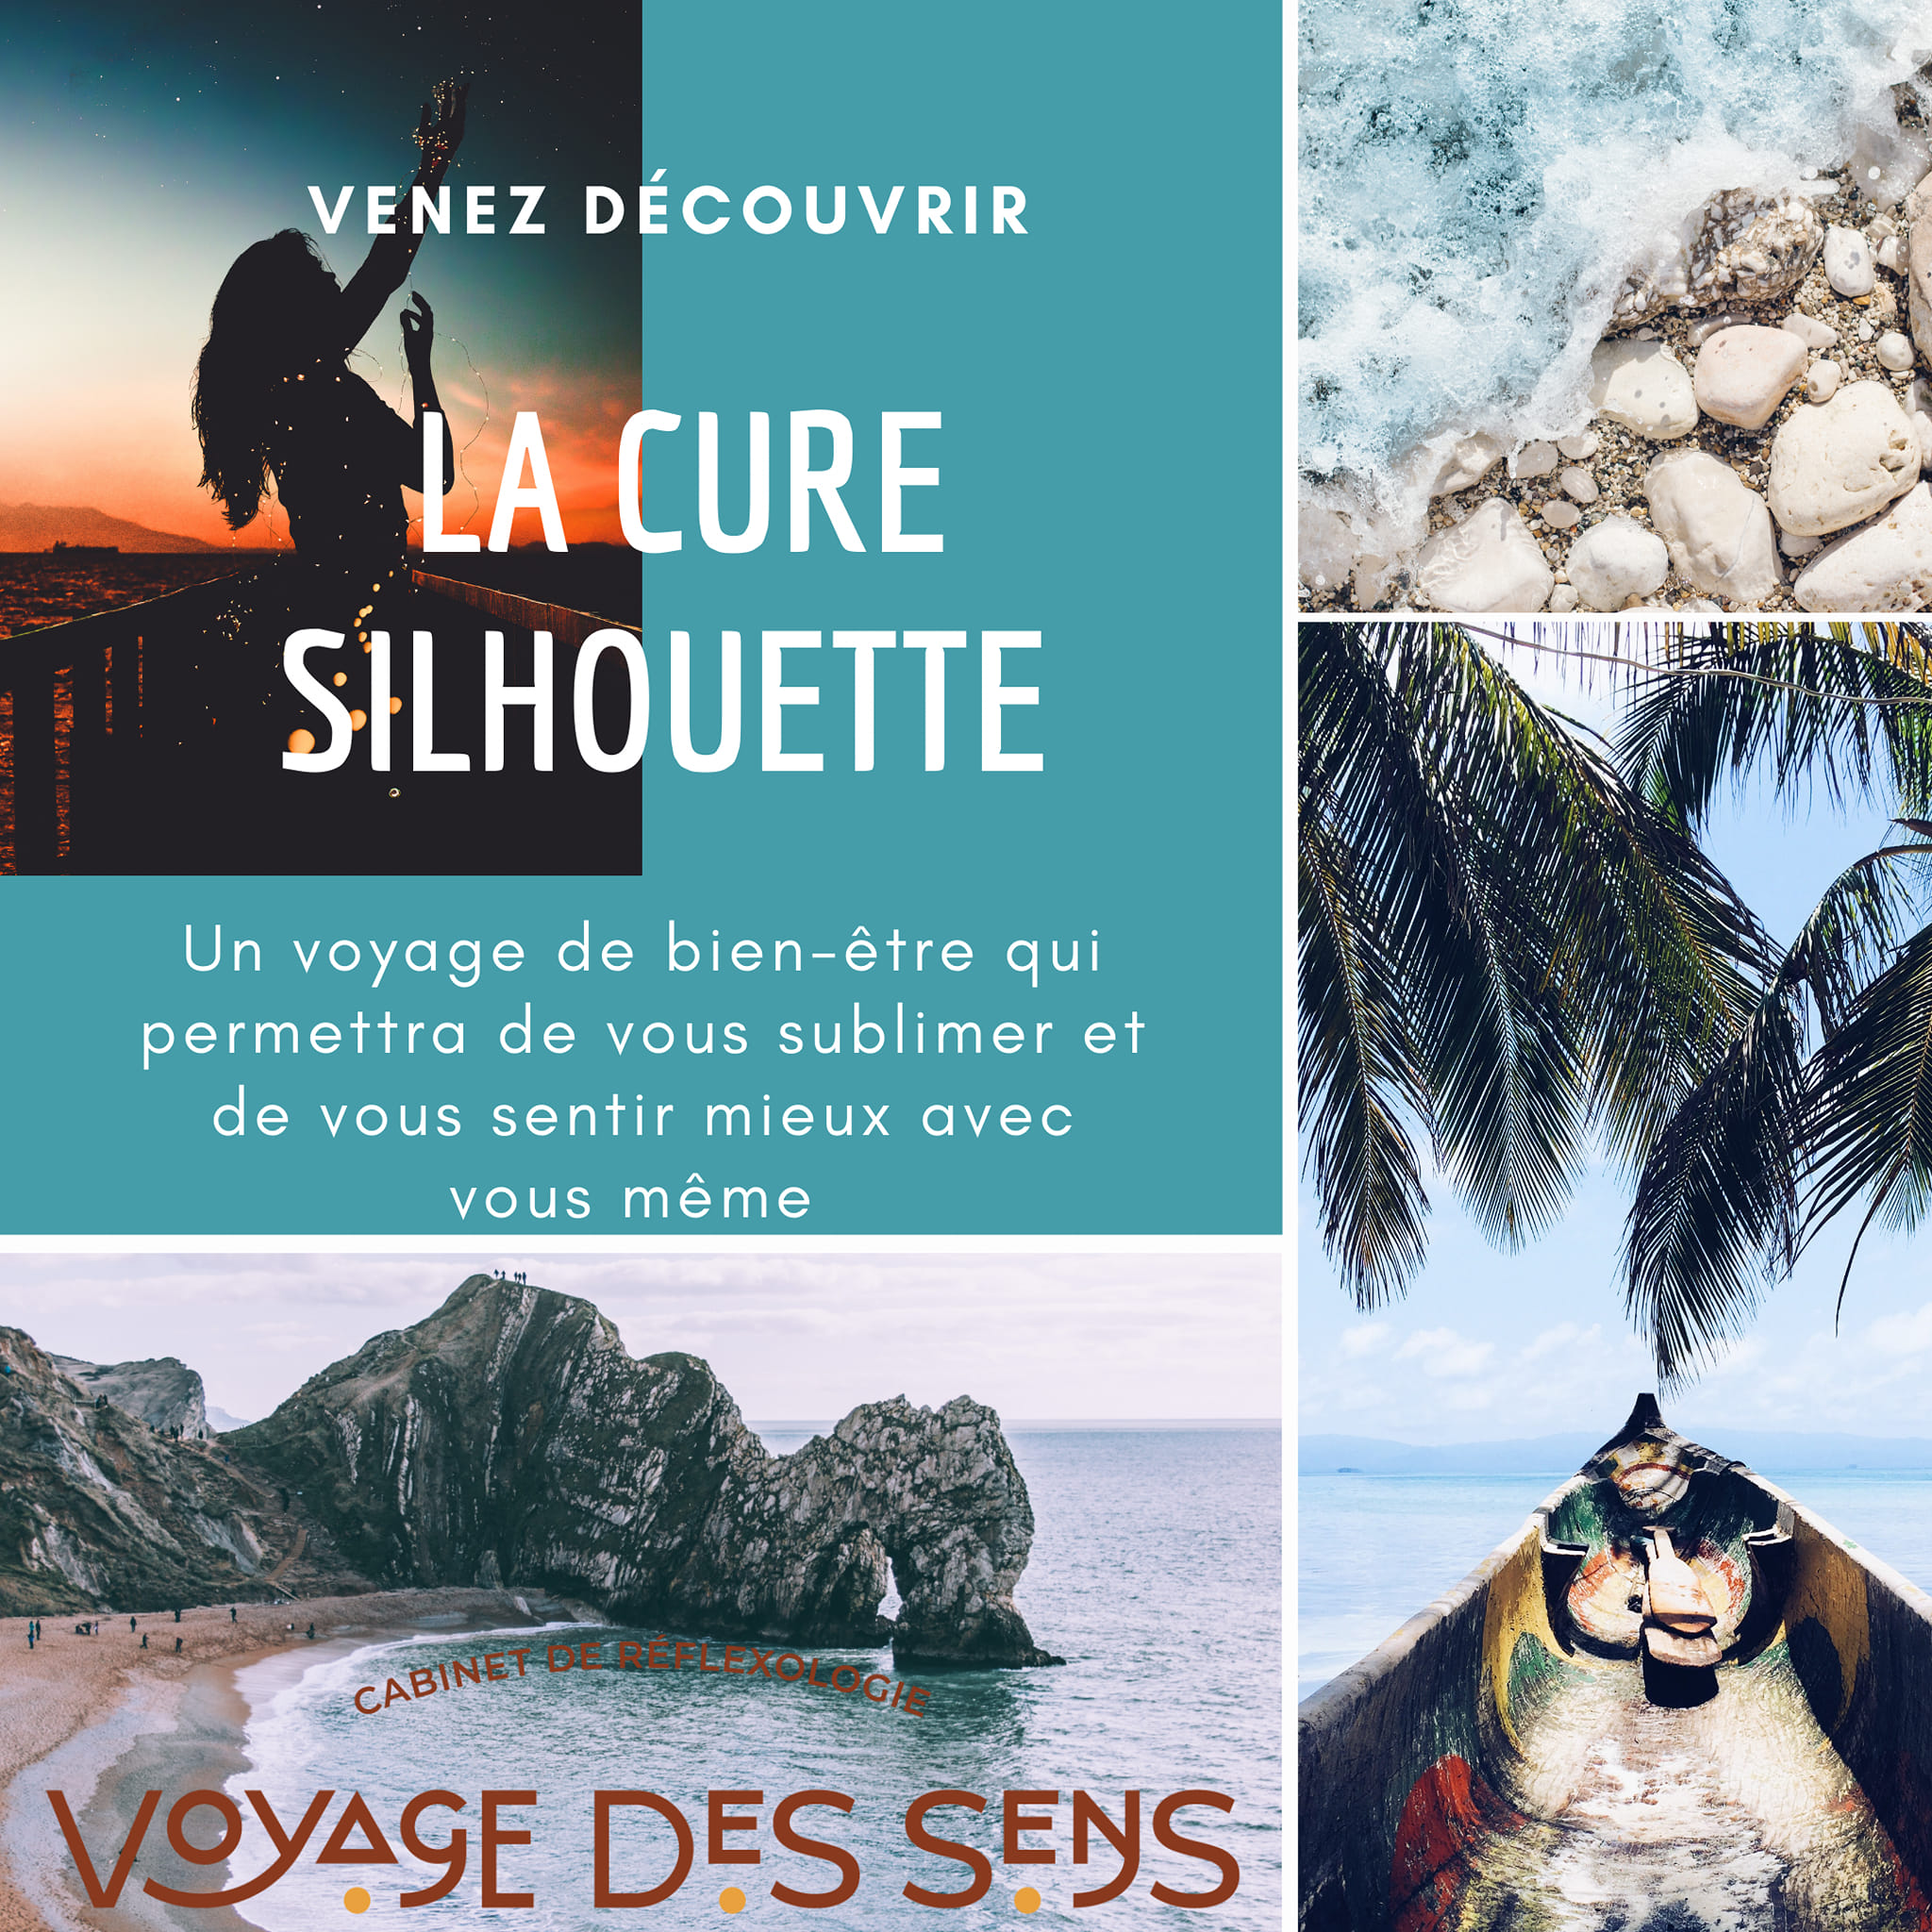 VENEZ DÉCOUVRIR
LA CURE
SILHOUETTE
Un voyage de bien-être qui
permettra de vous sublimer et
de vous sentir mieux avec
vous même
CABINET DE RÉFLEXOLOGIE
VOYAGE DES SENS